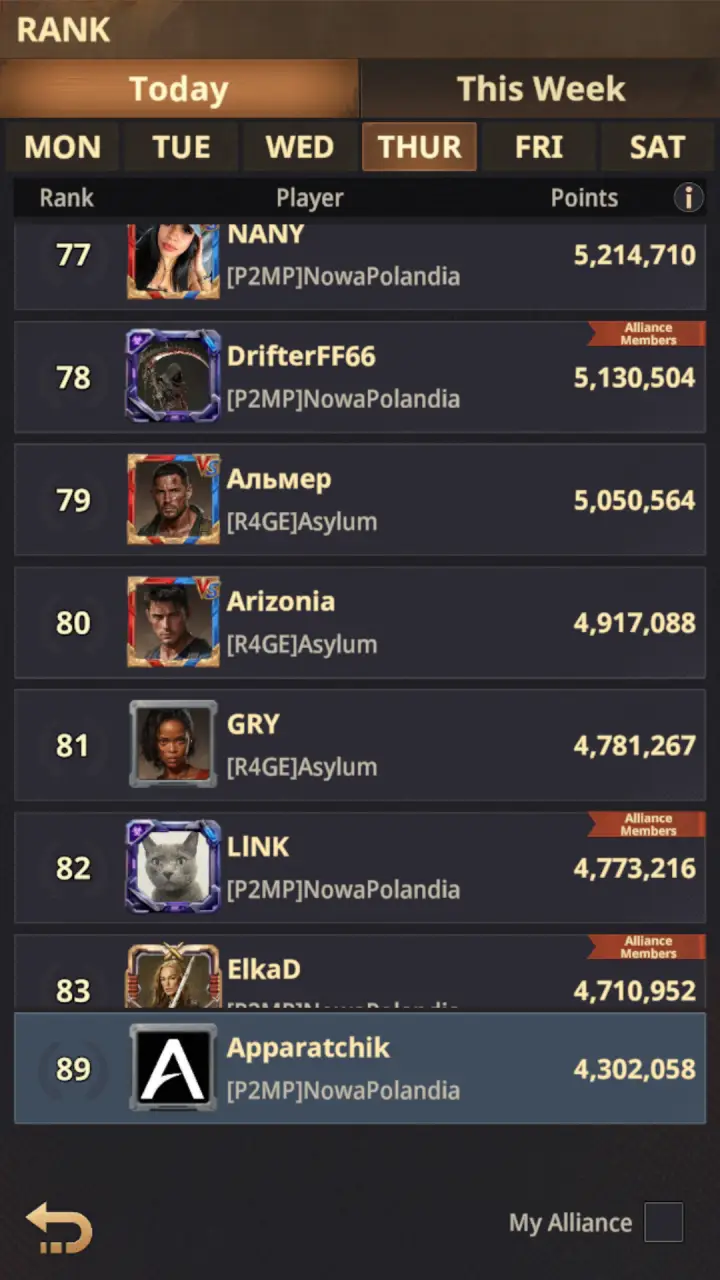 RANK
Today
This Week
MON
TUE
WED
THUR
FRI
SAT
Rank
Player
Points
77
NANY
[P2MP]NowaPolandia
5,214,710
Alliance
Members
78
DrifterFF66
[P2MP]NowaPolandia
5,130,504
79
Альмер
[R4GE]Asylum
5,050,564
80
Arizonia
[R4GE]Asylum
4,917,088
81
GRY
[R4GE]Asylum
4,781,267
Alliance
Members
82
LINK
[P2MP]NowaPolandia
4,773,216
Alliance
Members
83
ElkaD
4,710,952
89
Apparatchik
[P2MP]NowaPolandia
4,302,058
My Alliance